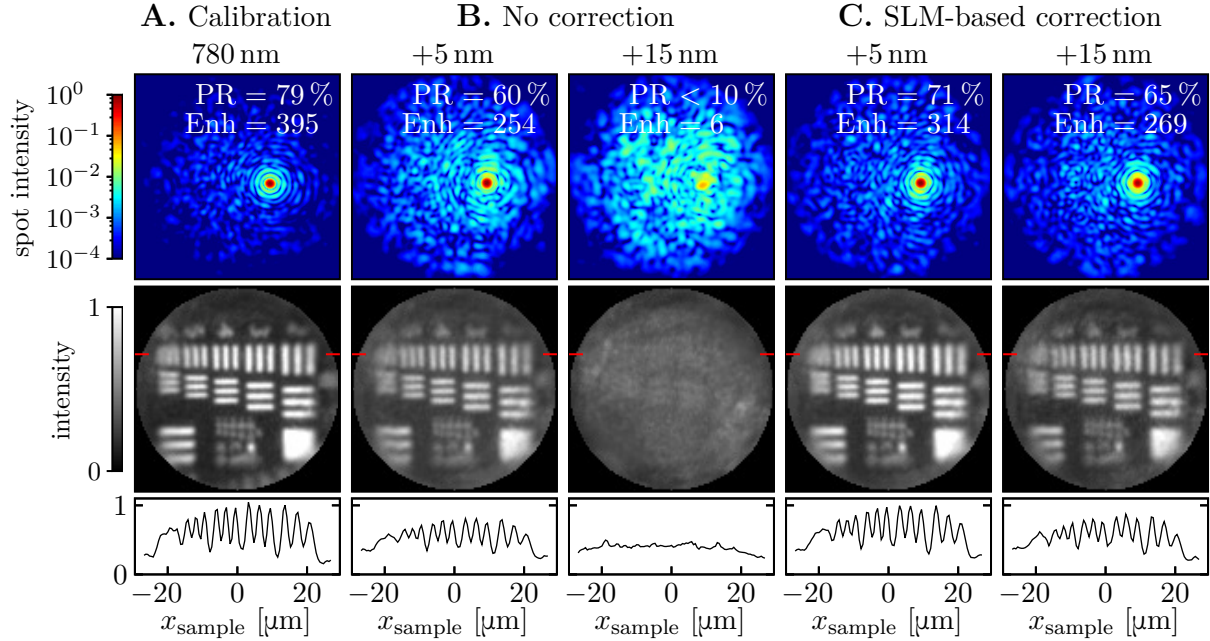 A. Calibration B. No correction C. SLM-based correction
780 nm +5 nm +15 nm +5 nm +15 nm
spot intensity
10⁰
10⁻¹
10⁻²
10⁻³
10⁻⁴
PR = 79 %
Enh = 395
PR = 60 %
Enh = 254
PR < 10 %
Enh = 6
PR = 71 %
Enh = 314
PR = 65 %
Enh = 269
intensity
1
0
1
0
−20 0 20 −20 0 20 −20 0 20 −20 0 20 −20 0 20
x_sample [µm] x_sample [µm] x_sample [µm] x_sample [µm] x_sample [µm]